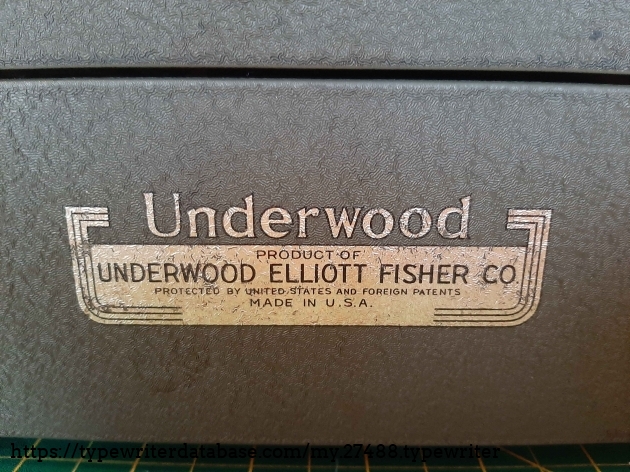 Underwood
PRODUCT OF
UNDERWOOD ELLIOTT FISHER CO
PROTECTED BY UNITED STATES AND FOREIGN PATENTS
MADE IN U.S.A.
https://typewriterdatabase.com/my.27488.typewriter